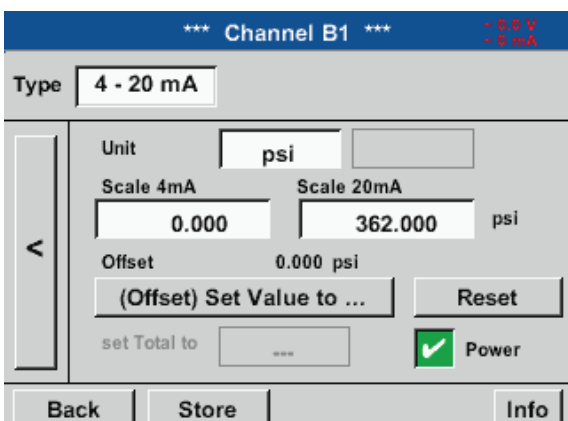 *** Channel B1 ***
~ 0.0 V
~ 0 mA
Type 4 - 20 mA
Unit psi
Scale 4mA Scale 20mA
0.000 362.000 psi
<
Offset 0.000 psi
(Offset) Set Value to ... Reset
set Total to --- ✔ Power
Back Store Info